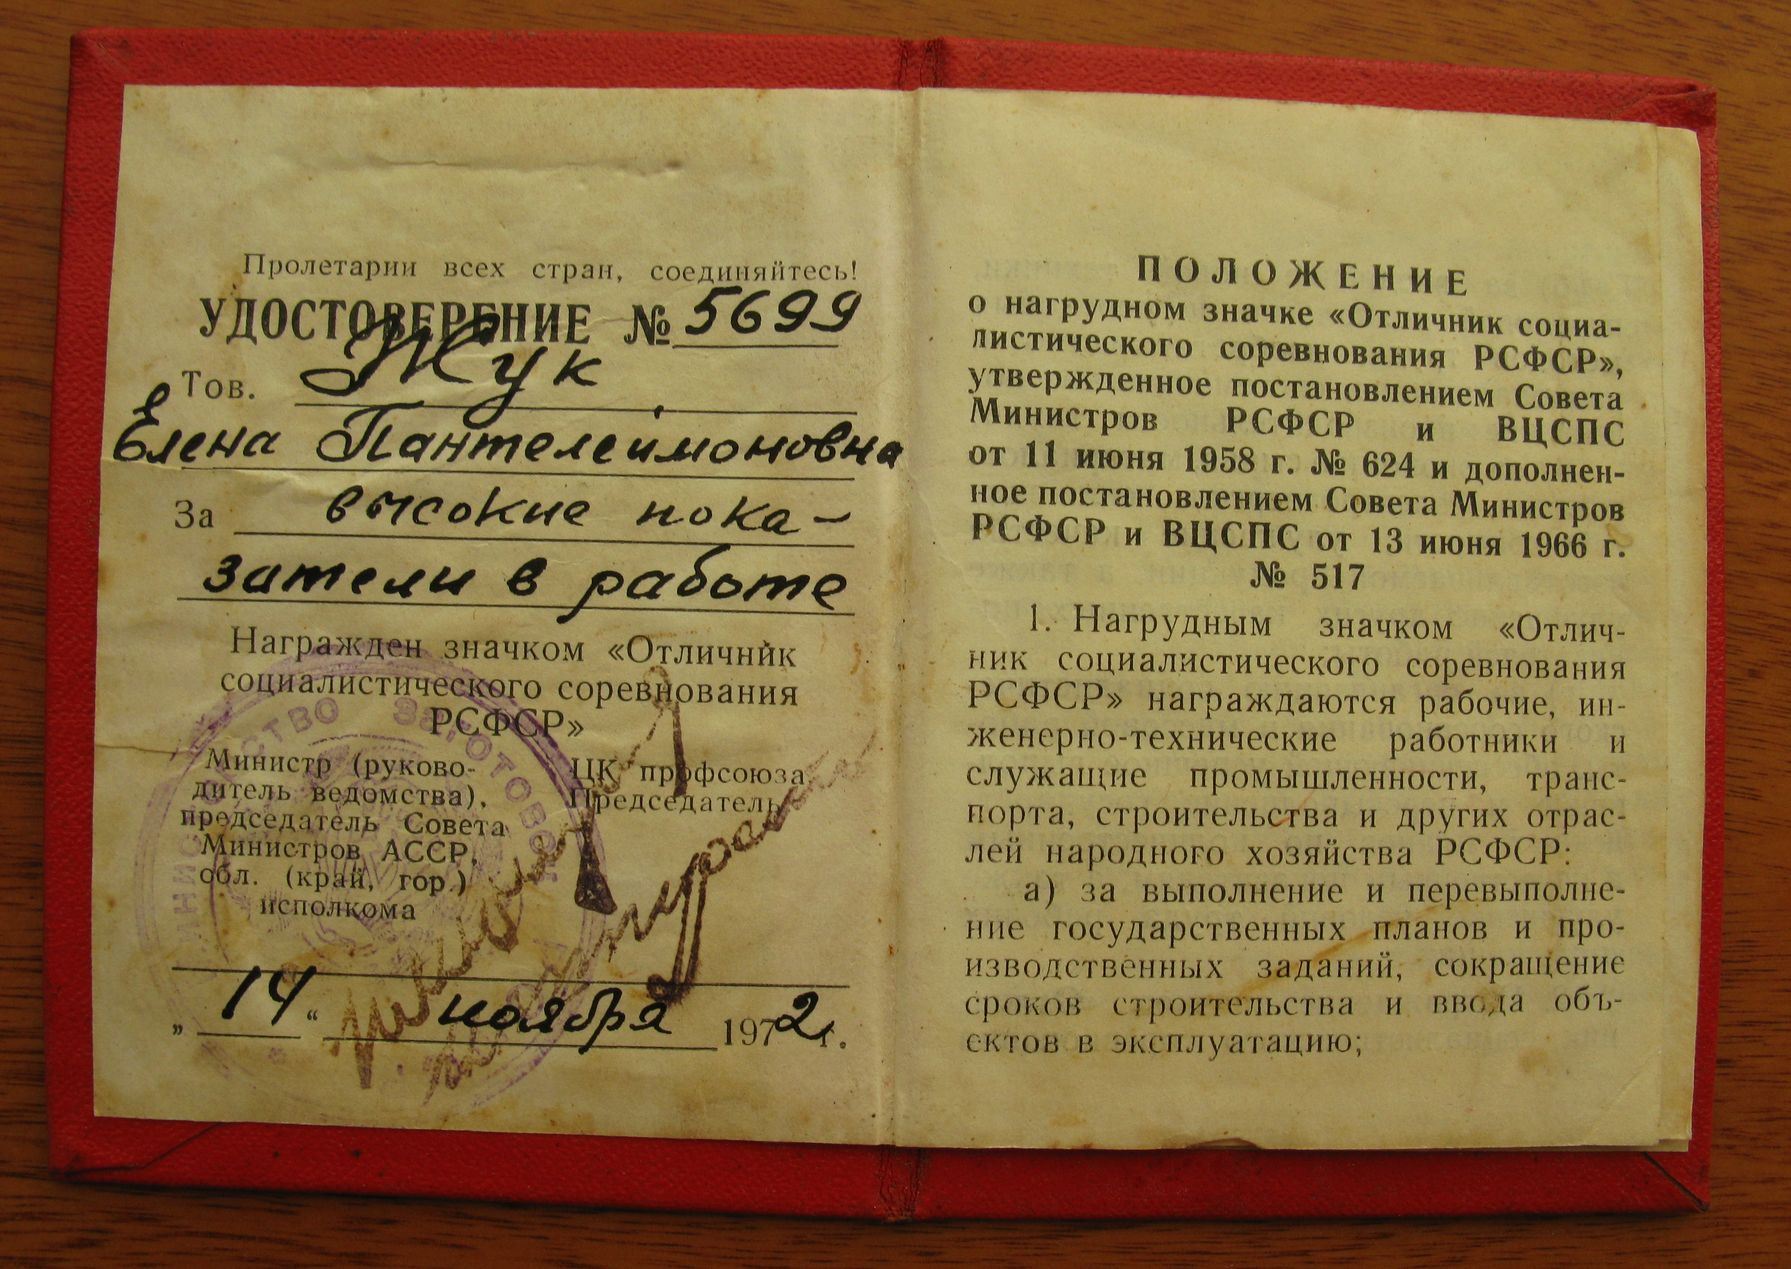 Пролетарии всех стран, соединяйтесь!
УДОСТОВЕРЕНИЕ № 5699
Тов. Жук
Елена Пантелеимоновна
За высокие пока-
затели в работе
Награжден значком «Отличник
социалистического соревнования
РСФСР»
Министр (руково-
дитель ведомства),
председатель Совета
Министров АССР,
обл. (край, гор.)
исполкома
ЦК профсоюза
Председатель
„ 14 “ ноября 1972 г.
ПОЛОЖЕНИЕ
о нагрудном значке «Отличник социа-
листического соревнования РСФСР»,
утвержденное постановлением Совета
Министров РСФСР и ВЦСПС
от 11 июня 1958 г. № 624 и дополнен-
ное постановлением Совета Министров
РСФСР и ВЦСПС от 13 июня 1966 г.
№ 517
1. Нагрудным значком «Отлич-
ник социалистического соревнования
РСФСР» награждаются рабочие, ин-
женерно-технические работники и
служащие промышленности, транс-
порта, строительства и других отрас-
лей народного хозяйства РСФСР:
а) за выполнение и перевыполне-
ние государственных планов и про-
изводственных заданий, сокращение
сроков строительства и ввода объ-
ектов в эксплуатацию;